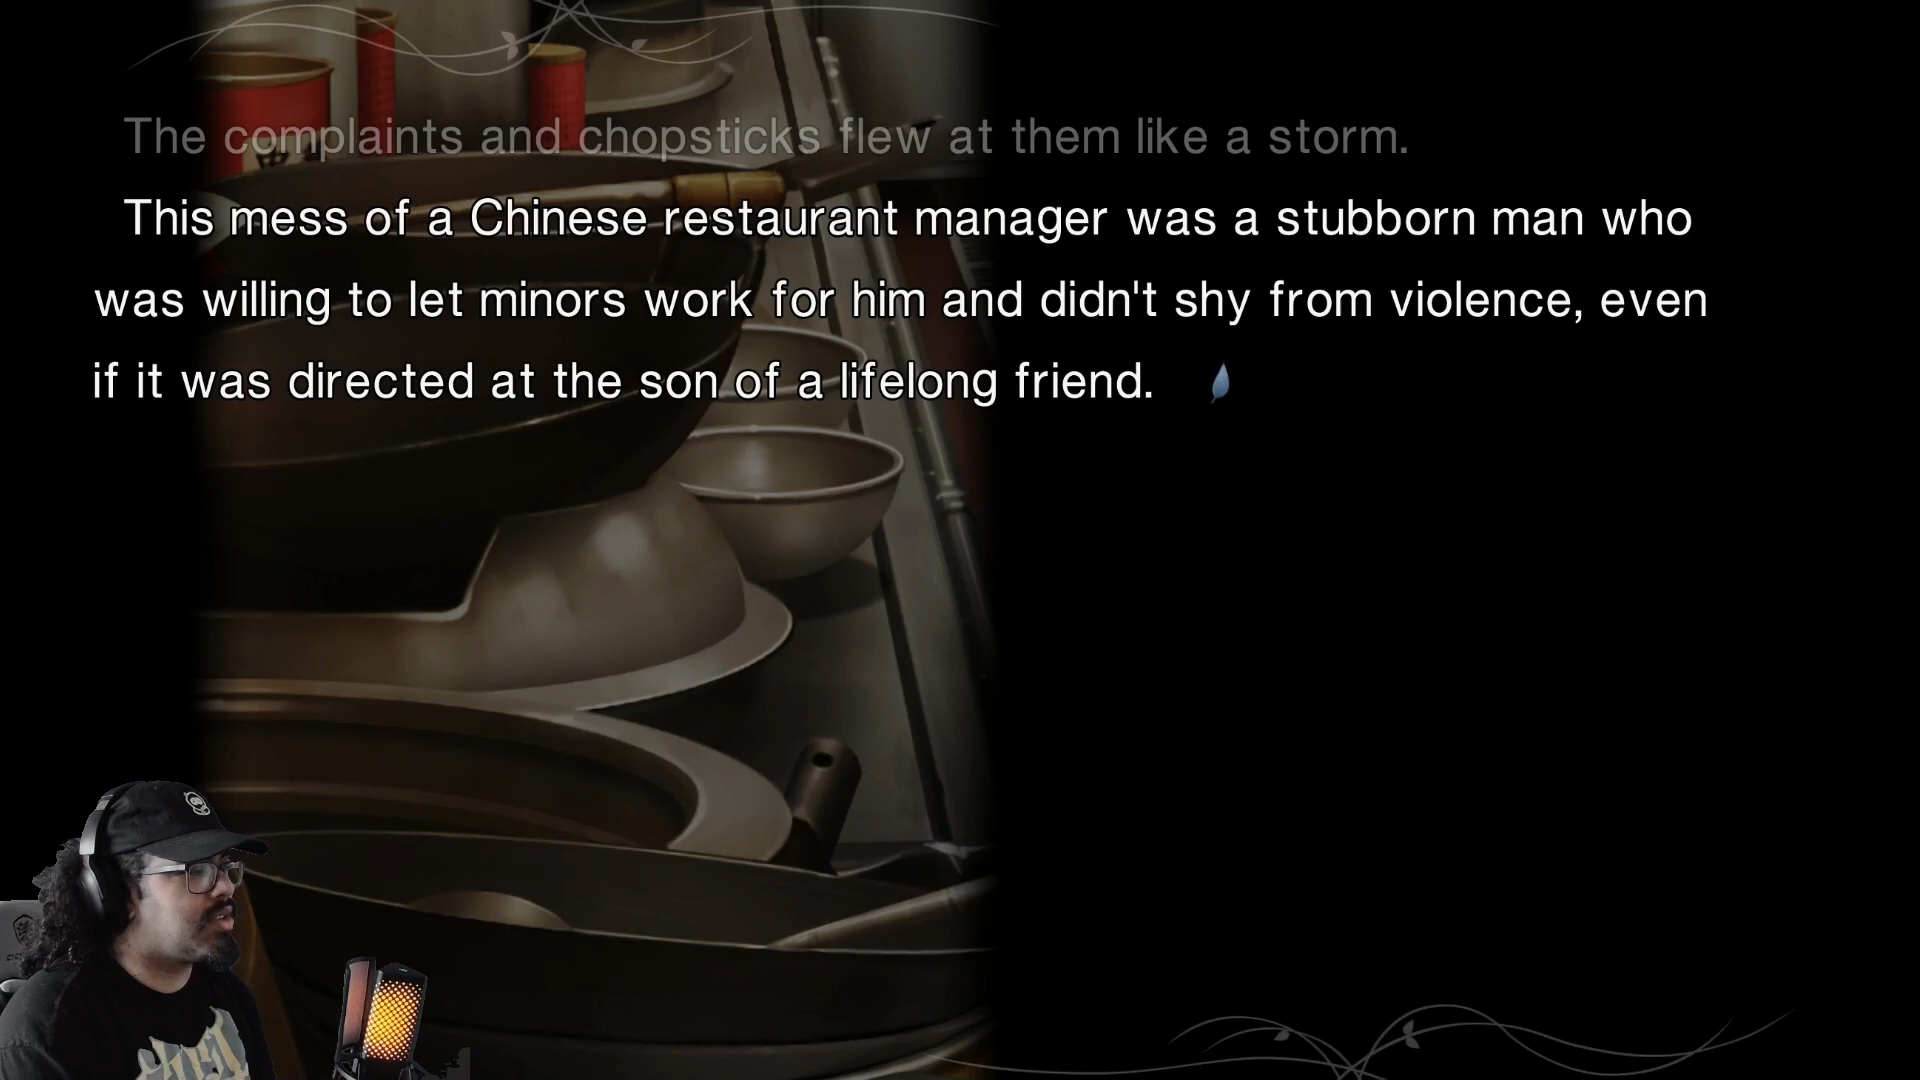 The complaints and chopsticks flew at them like a storm.
This mess of a Chinese restaurant manager was a stubborn man who
was willing to let minors work for him and didn't shy from violence, even
if it was directed at the son of a lifelong friend.